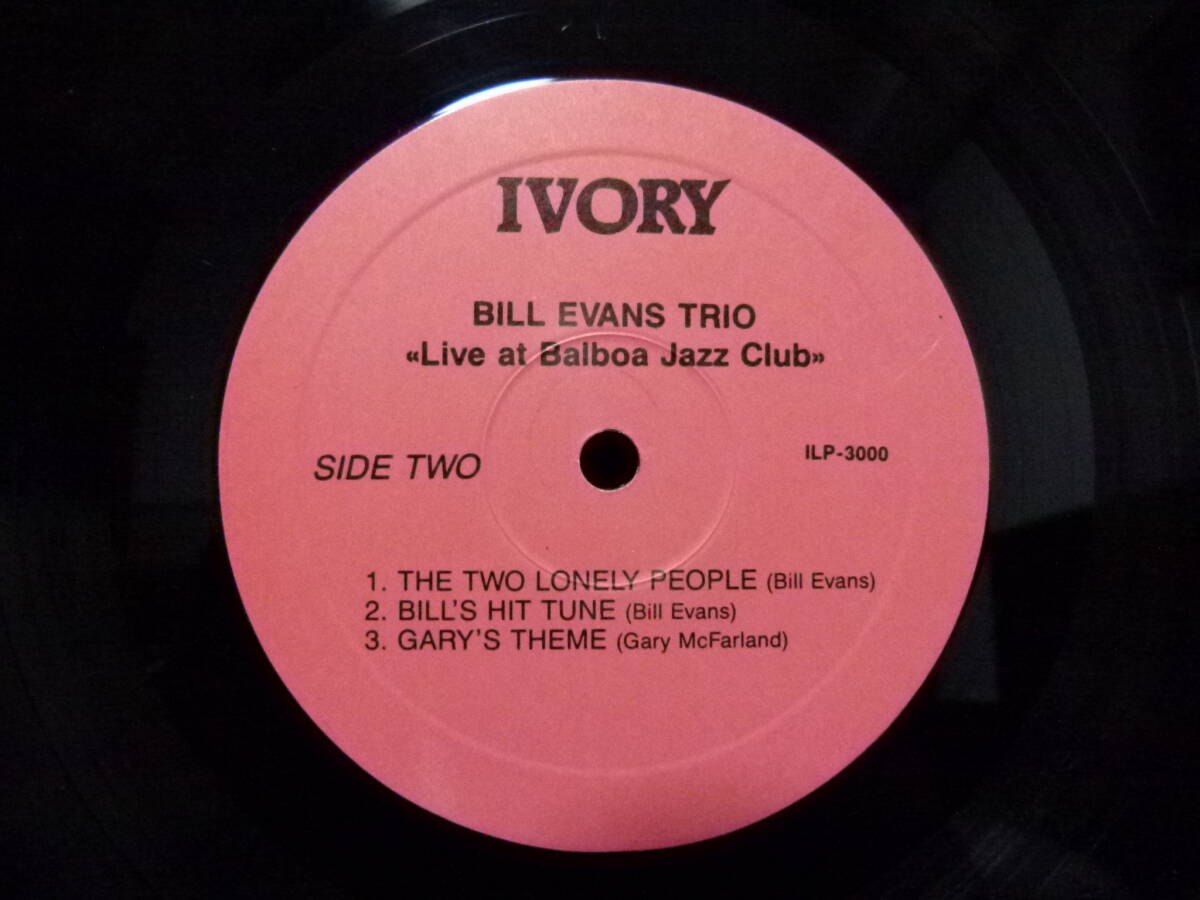 IVORY
BILL EVANS TRIO
«Live at Balboa Jazz Club»
SIDE TWO
ILP-3000
1. THE TWO LONELY PEOPLE (Bill Evans)
2. BILL'S HIT TUNE (Bill Evans)
3. GARY'S THEME (Gary McFarland)